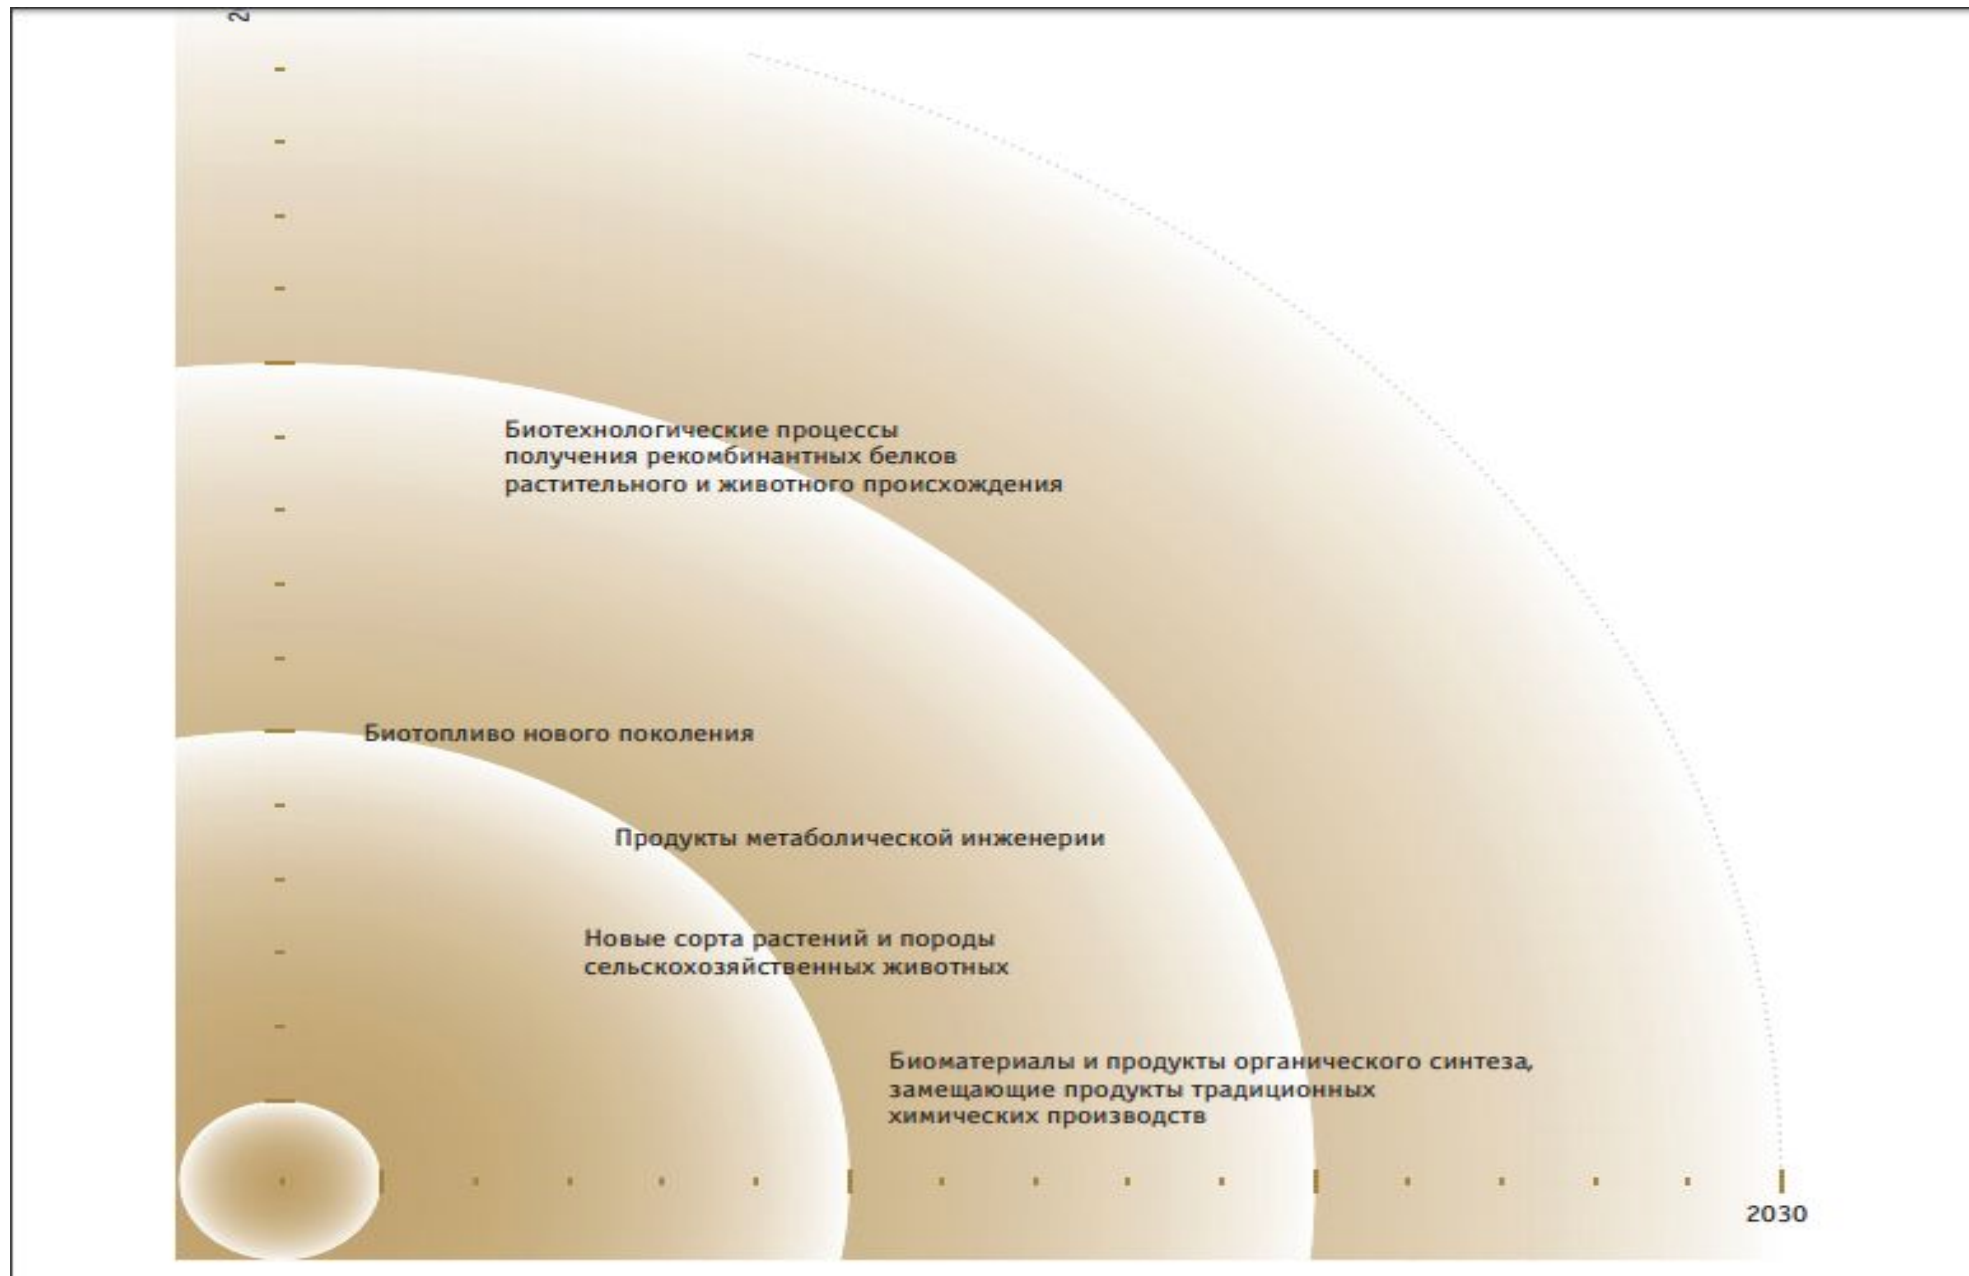 Биотехнологические процессы
получения рекомбинантных белков
растительного и животного происхождения
Биотопливо нового поколения
Продукты метаболической инженерии
Новые сорта растений и породы
сельскохозяйственных животных
Биоматериалы и продукты органического синтеза,
замещающие продукты традиционных
химических производств
2030